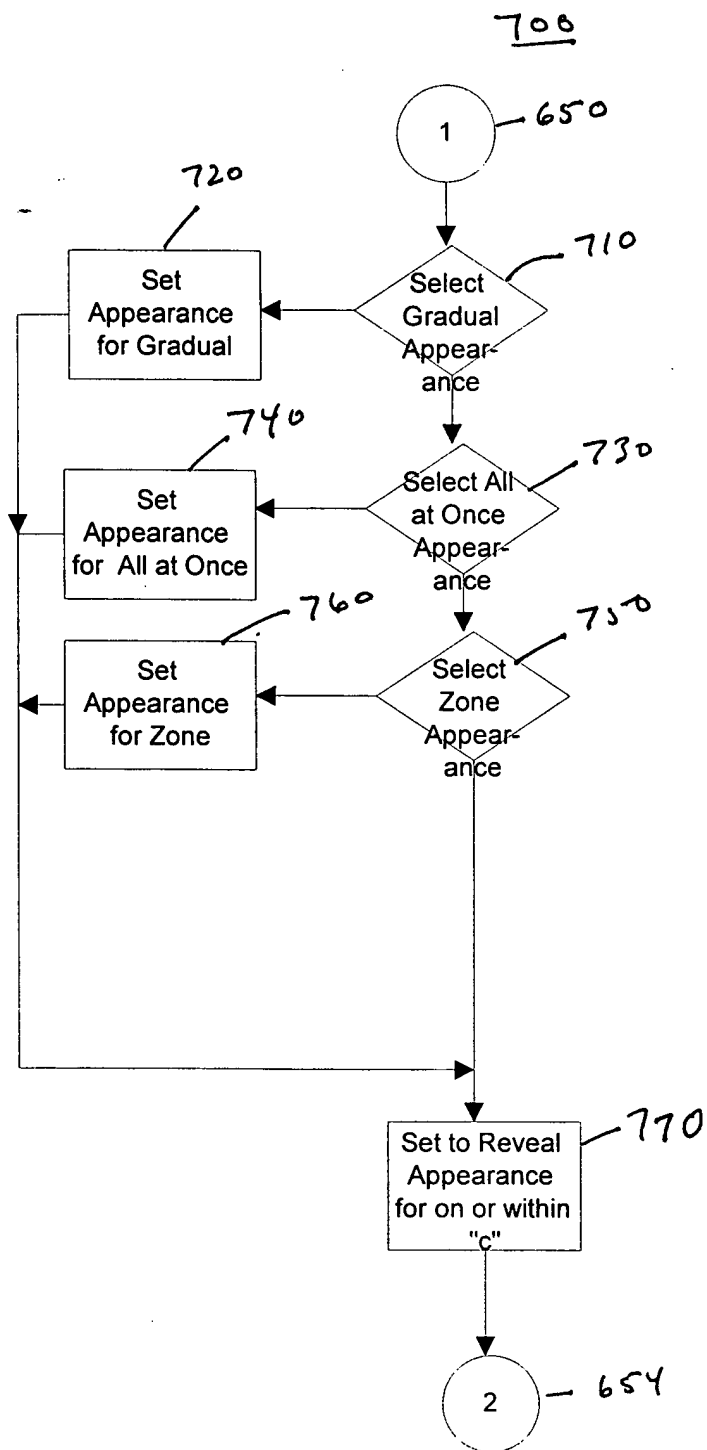 700
1
650
720
710
Set
Appearance
for Gradual
Select
Gradual
Appear-
ance
740
730
Set
Appearance
for All at Once
Select All
at Once
Appear-
ance
760
750
Set
Appearance
for Zone
Select
Zone
Appear-
ance
770
Set to Reveal
Appearance
for on or within
"c"
2
654